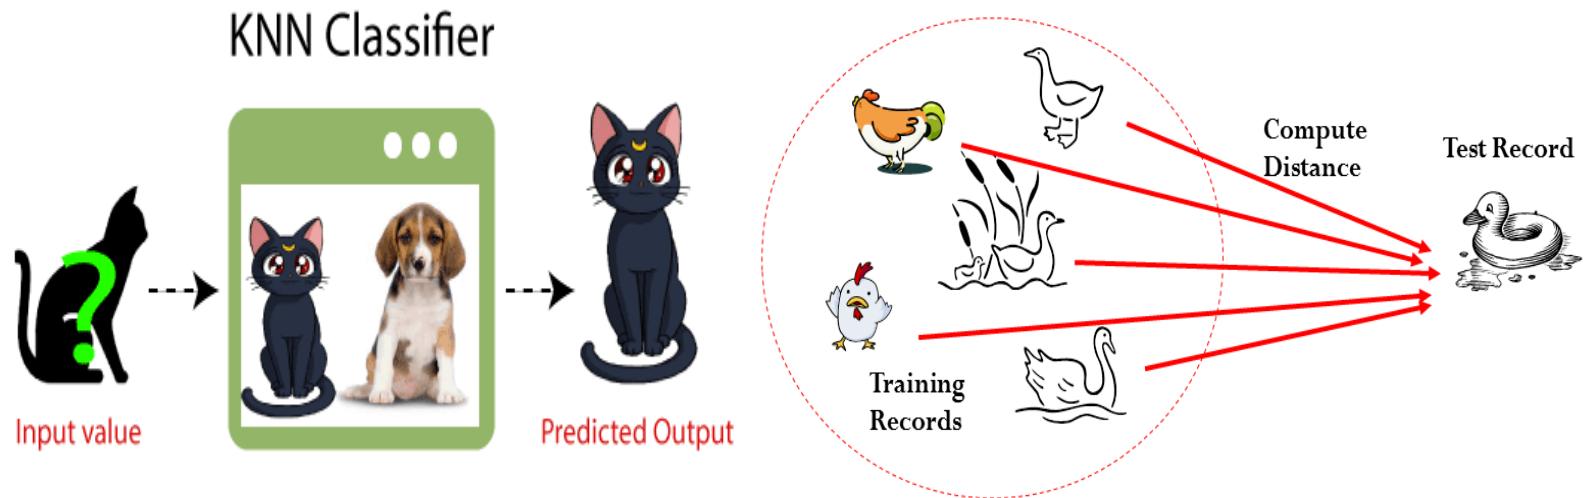 KNN Classifier
?
Input value
Predicted Output
Compute
Distance
Test Record
Training
Records